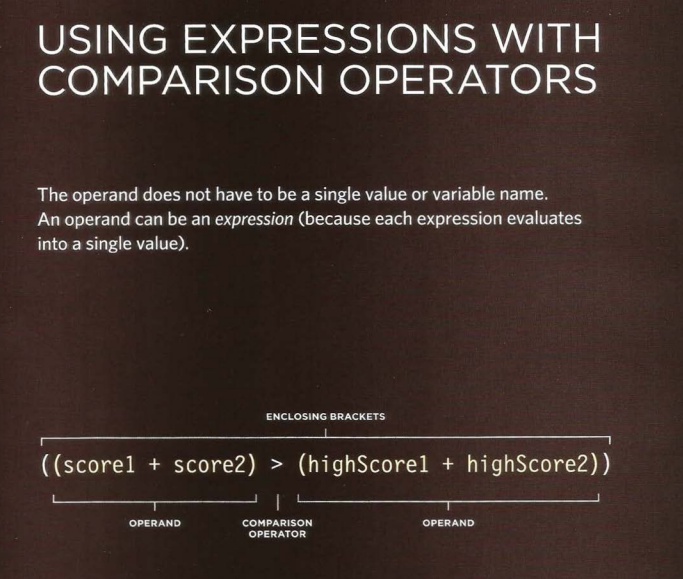 USING EXPRESSIONS WITH
COMPARISON OPERATORS
The operand does not have to be a single value or variable name.
An operand can be an expression (because each expression evaluates
into a single value).
ENCLOSING BRACKETS
((score1 + score2) > (highScore1 + highScore2))
OPERAND
COMPARISON
OPERATOR
OPERAND